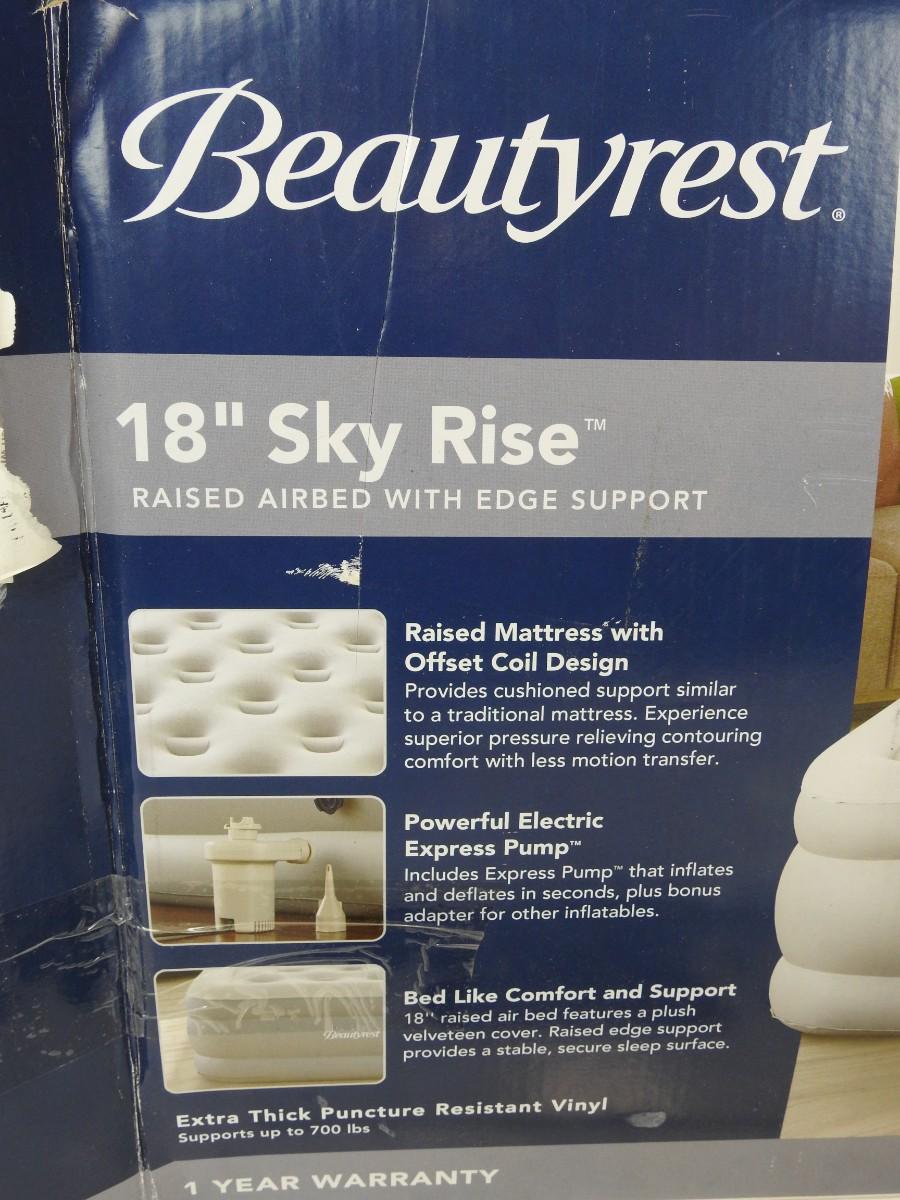 Beautyrest®
18" Sky Rise™
RAISED AIRBED WITH EDGE SUPPORT
Raised Mattress with
Offset Coil Design
Provides cushioned support similar
to a traditional mattress. Experience
superior pressure relieving contouring
comfort with less motion transfer.
Powerful Electric
Express Pump™
Includes Express Pump™ that inflates
and deflates in seconds, plus bonus
adapter for other inflatables.
Beautyrest
Bed Like Comfort and Support
18'' raised air bed features a plush
velveteen cover. Raised edge support
provides a stable, secure sleep surface.
Extra Thick Puncture Resistant Vinyl
Supports up to 700 lbs
1 YEAR WARRANTY